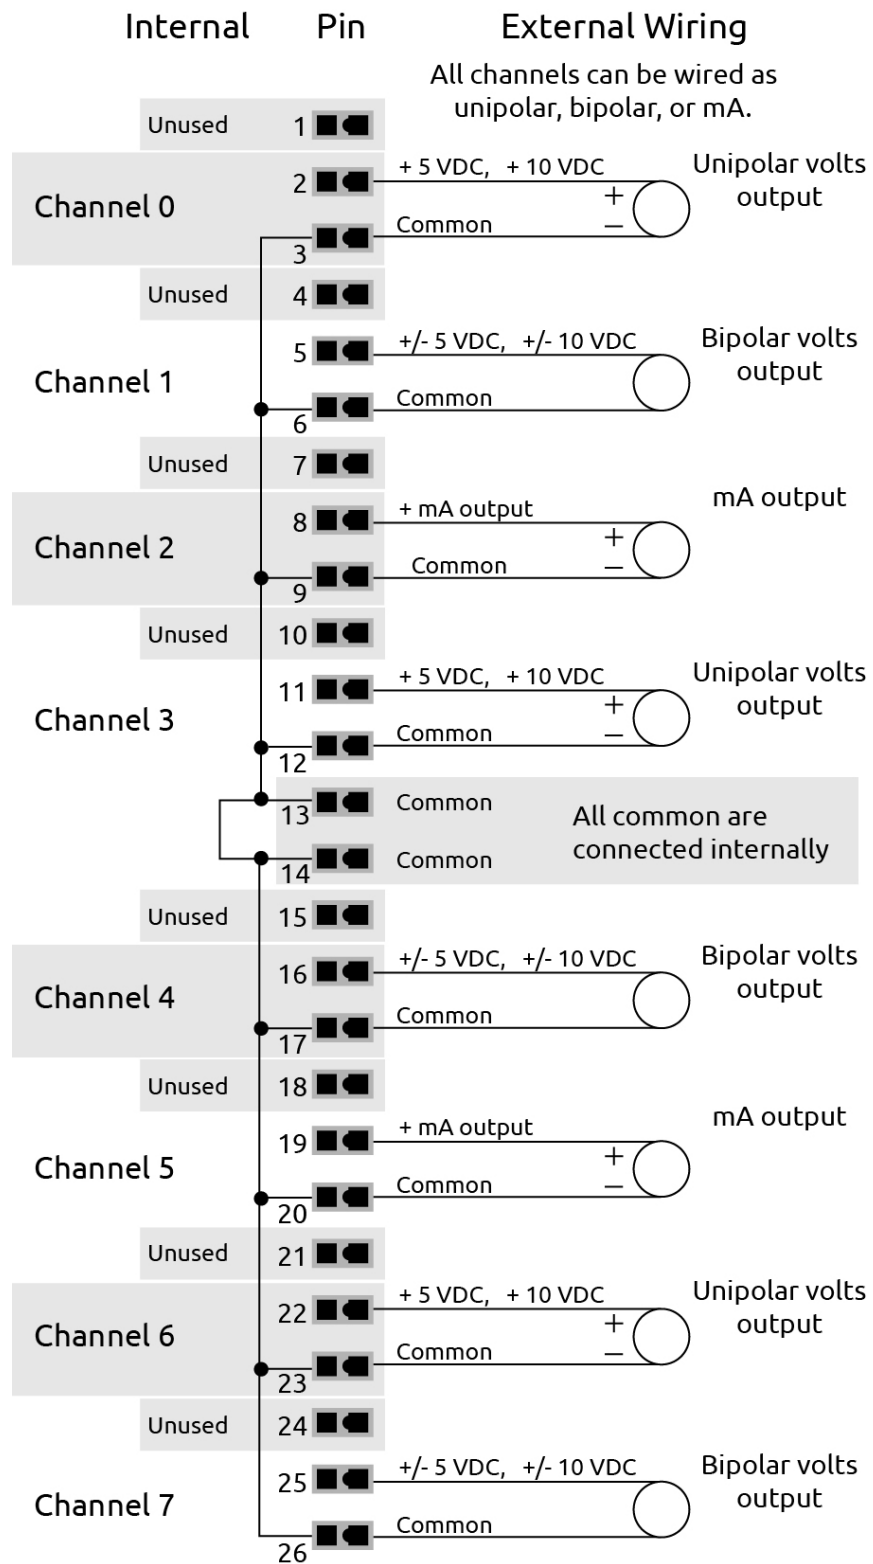 Internal Pin External Wiring
All channels can be wired as
unipolar, bipolar, or mA.
Unused 1
Channel 0
2 + 5 VDC, + 10 VDC
+
−
Unipolar volts
output
3 Common
Unused 4
Channel 1
5 +/- 5 VDC, +/- 10 VDC
Bipolar volts
output
6 Common
Unused 7
Channel 2
8 + mA output
+
−
mA output
9 Common
Unused 10
Channel 3
11 + 5 VDC, + 10 VDC
+
−
Unipolar volts
output
12 Common
13 Common
14 Common
All common are
connected internally
Unused 15
Channel 4
16 +/- 5 VDC, +/- 10 VDC
Bipolar volts
output
17 Common
Unused 18
Channel 5
19 + mA output
+
−
mA output
20 Common
Unused 21
Channel 6
22 + 5 VDC, + 10 VDC
+
−
Unipolar volts
output
23 Common
Unused 24
Channel 7
25 +/- 5 VDC, +/- 10 VDC
Bipolar volts
output
26 Common